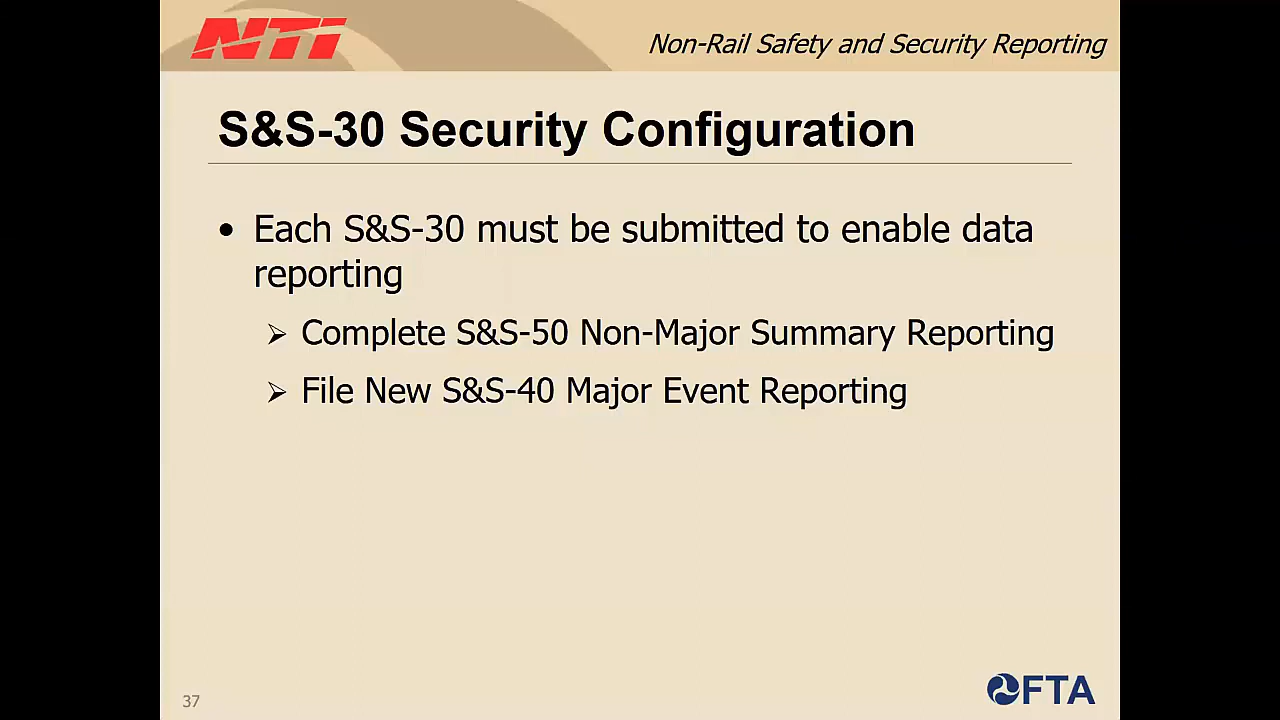 NTI
Non-Rail Safety and Security Reporting
S&S-30 Security Configuration
• Each S&S-30 must be submitted to enable data
reporting
➢ Complete S&S-50 Non-Major Summary Reporting
➢ File New S&S-40 Major Event Reporting
37
FTA